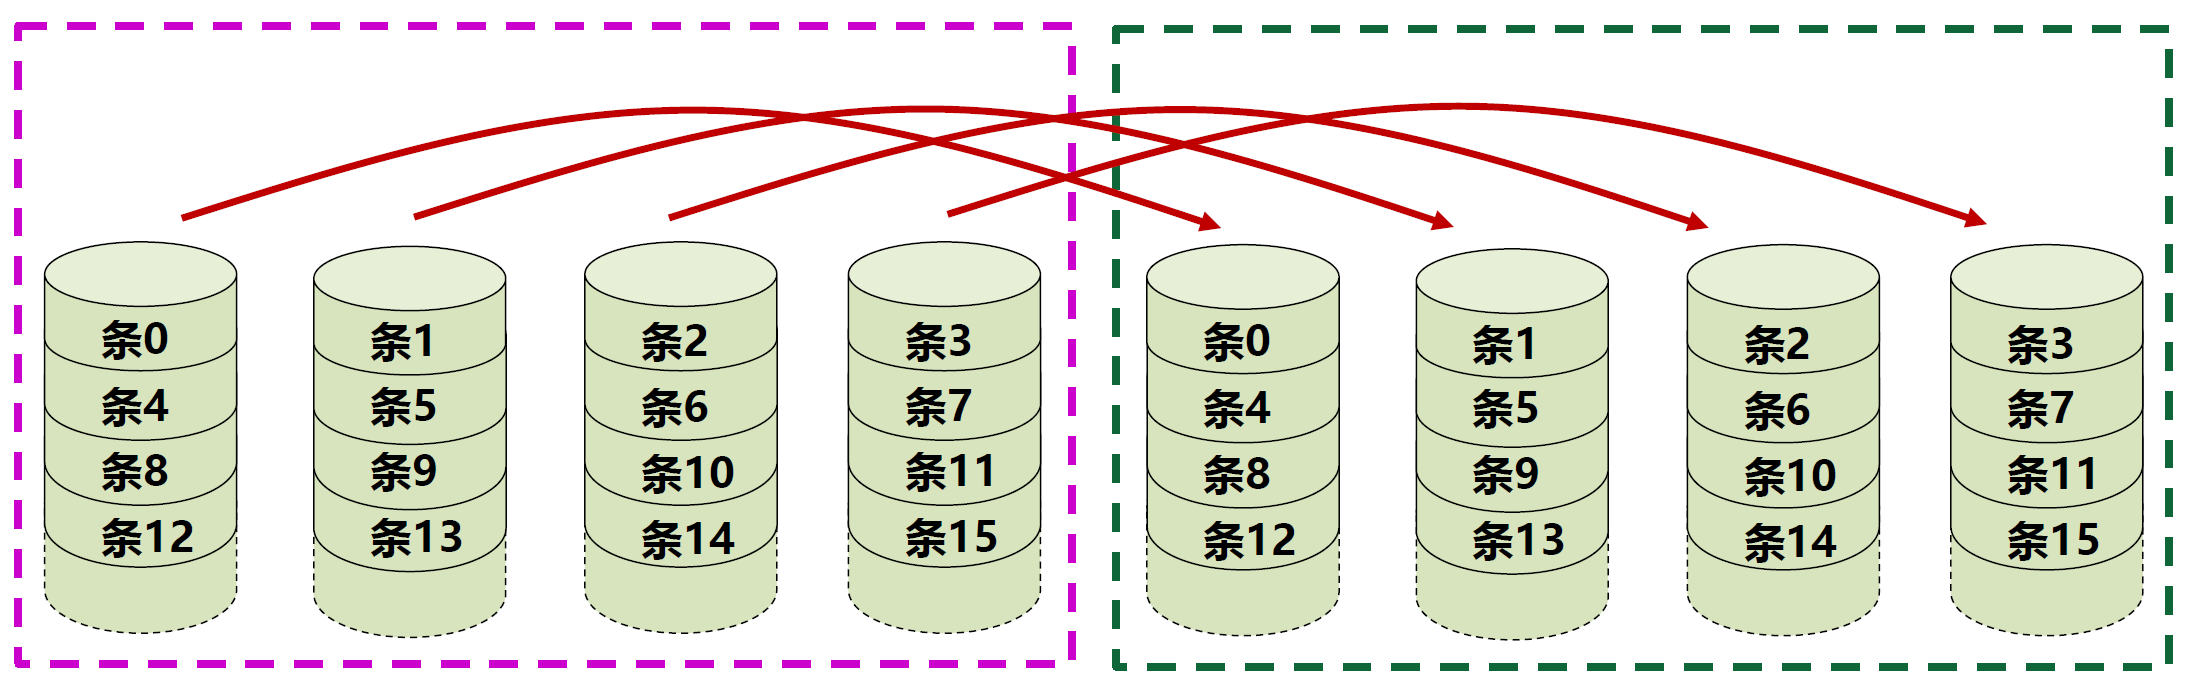 条0 条1 条2 条3 条0 条1 条2 条3
条4 条5 条6 条7 条4 条5 条6 条7
条8 条9 条10 条11 条8 条9 条10 条11
条12 条13 条14 条15 条12 条13 条14 条15